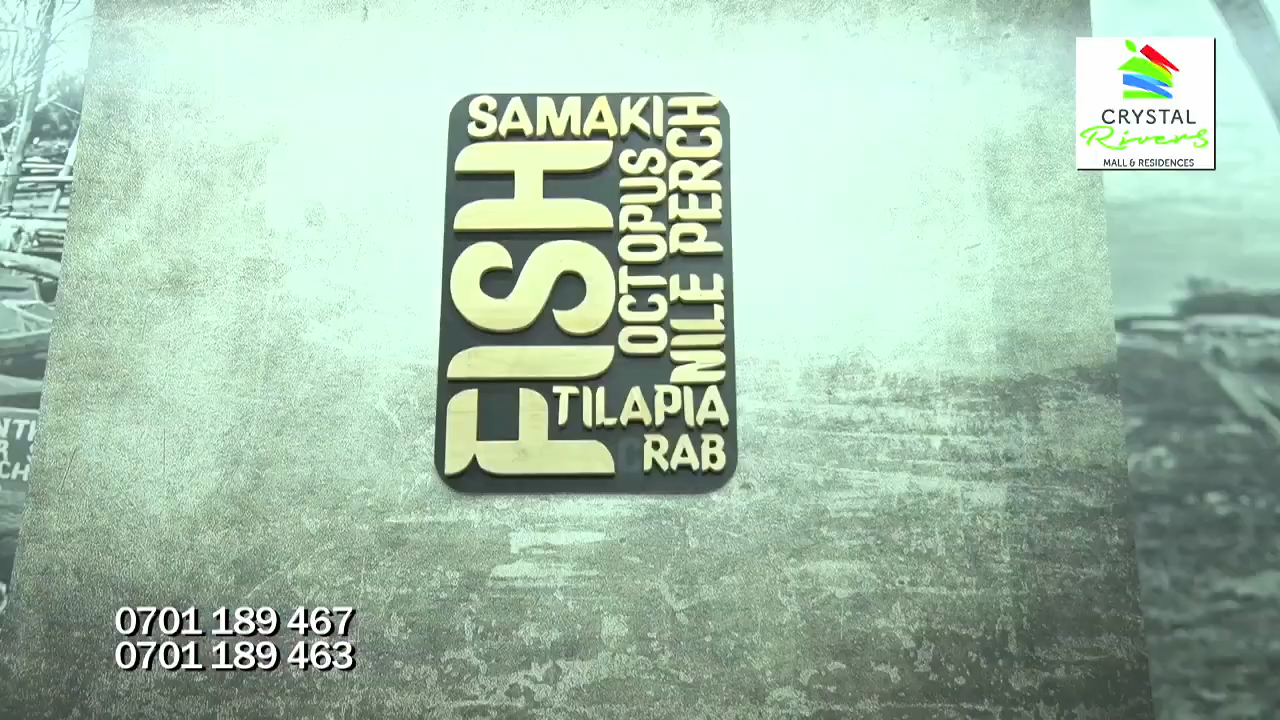 CRYSTAL
Rivers
MALL & RESIDENCES
SAMAKI
FISH
OCTOPUS
NILE PERCH
TILAPIA
RAB
0701 189 467
0701 189 463